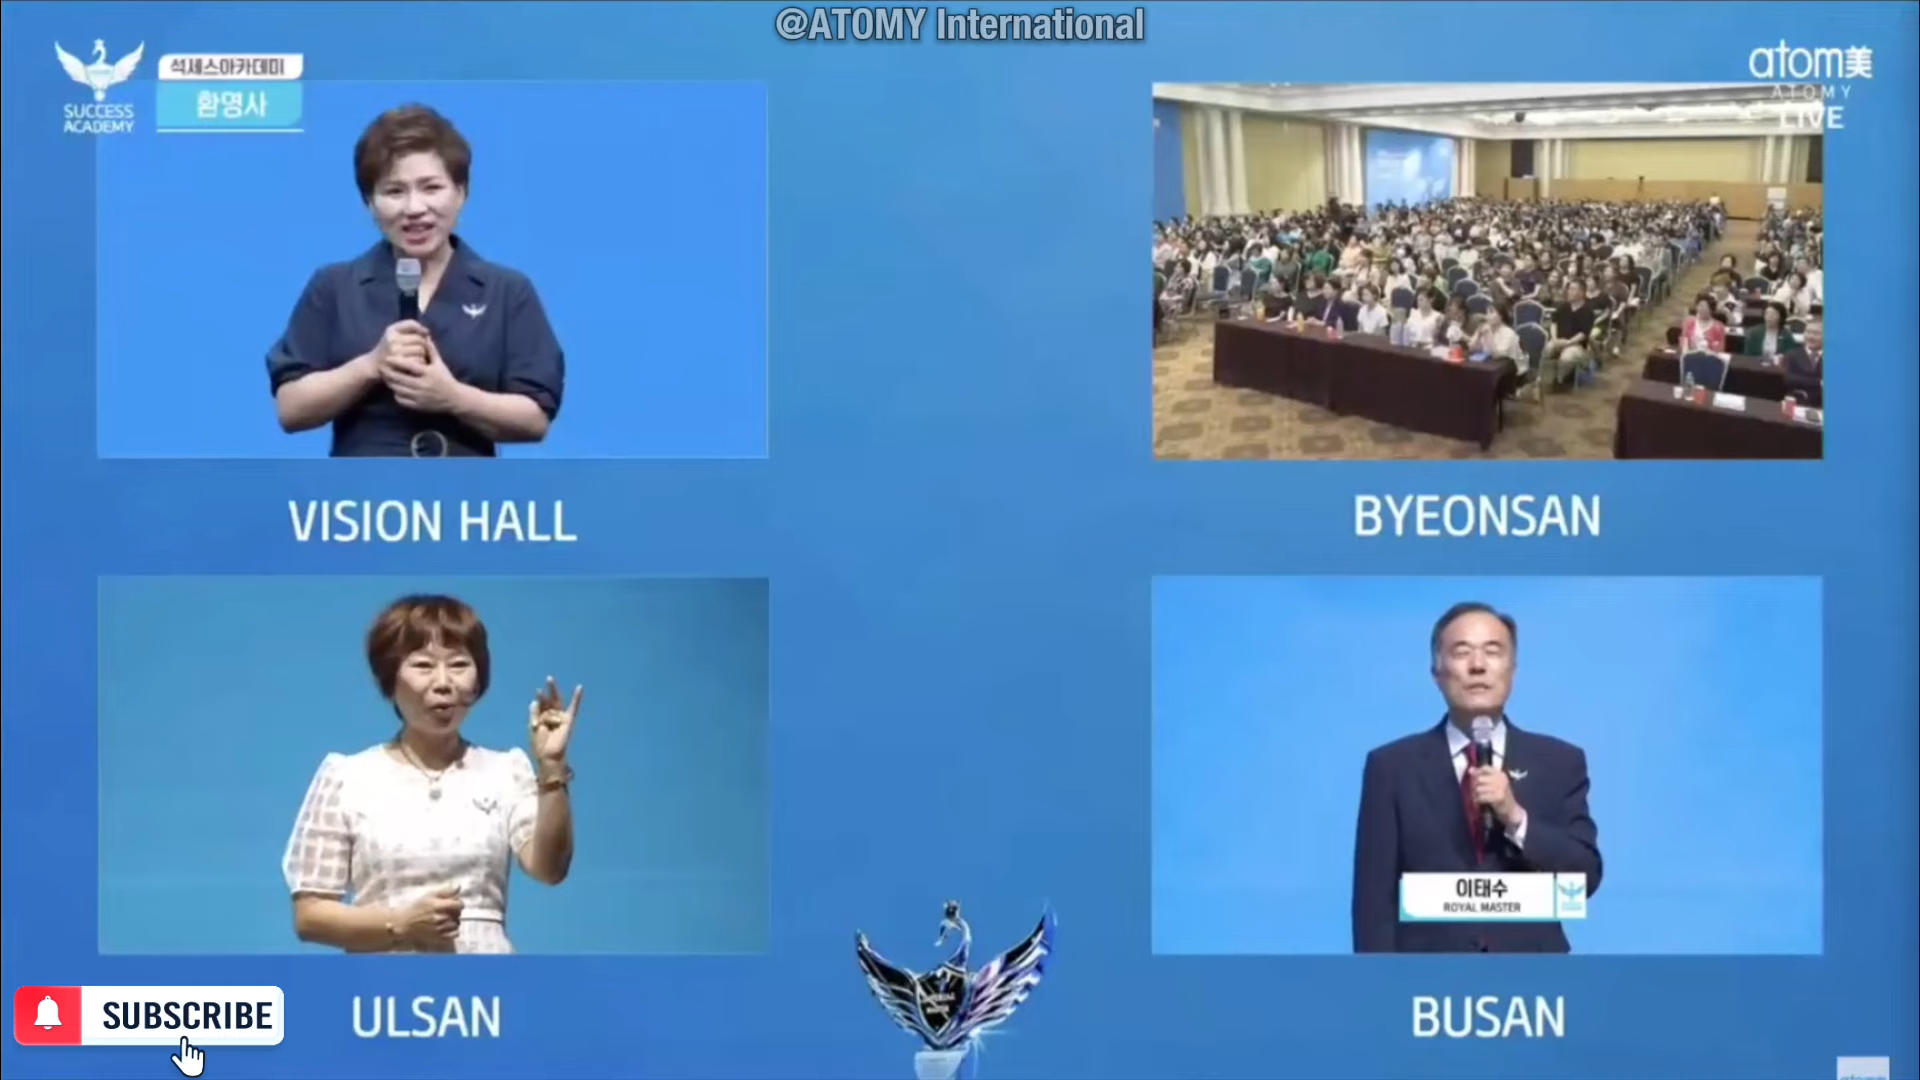 @ATOMY International
SUCCESS
ACADEMY
석세스아카데미
환영사
atom美
ATOMY
LIVE
VISION HALL
BYEONSAN
이태수
ROYAL MASTER
SUBSCRIBE
ULSAN
BUSAN